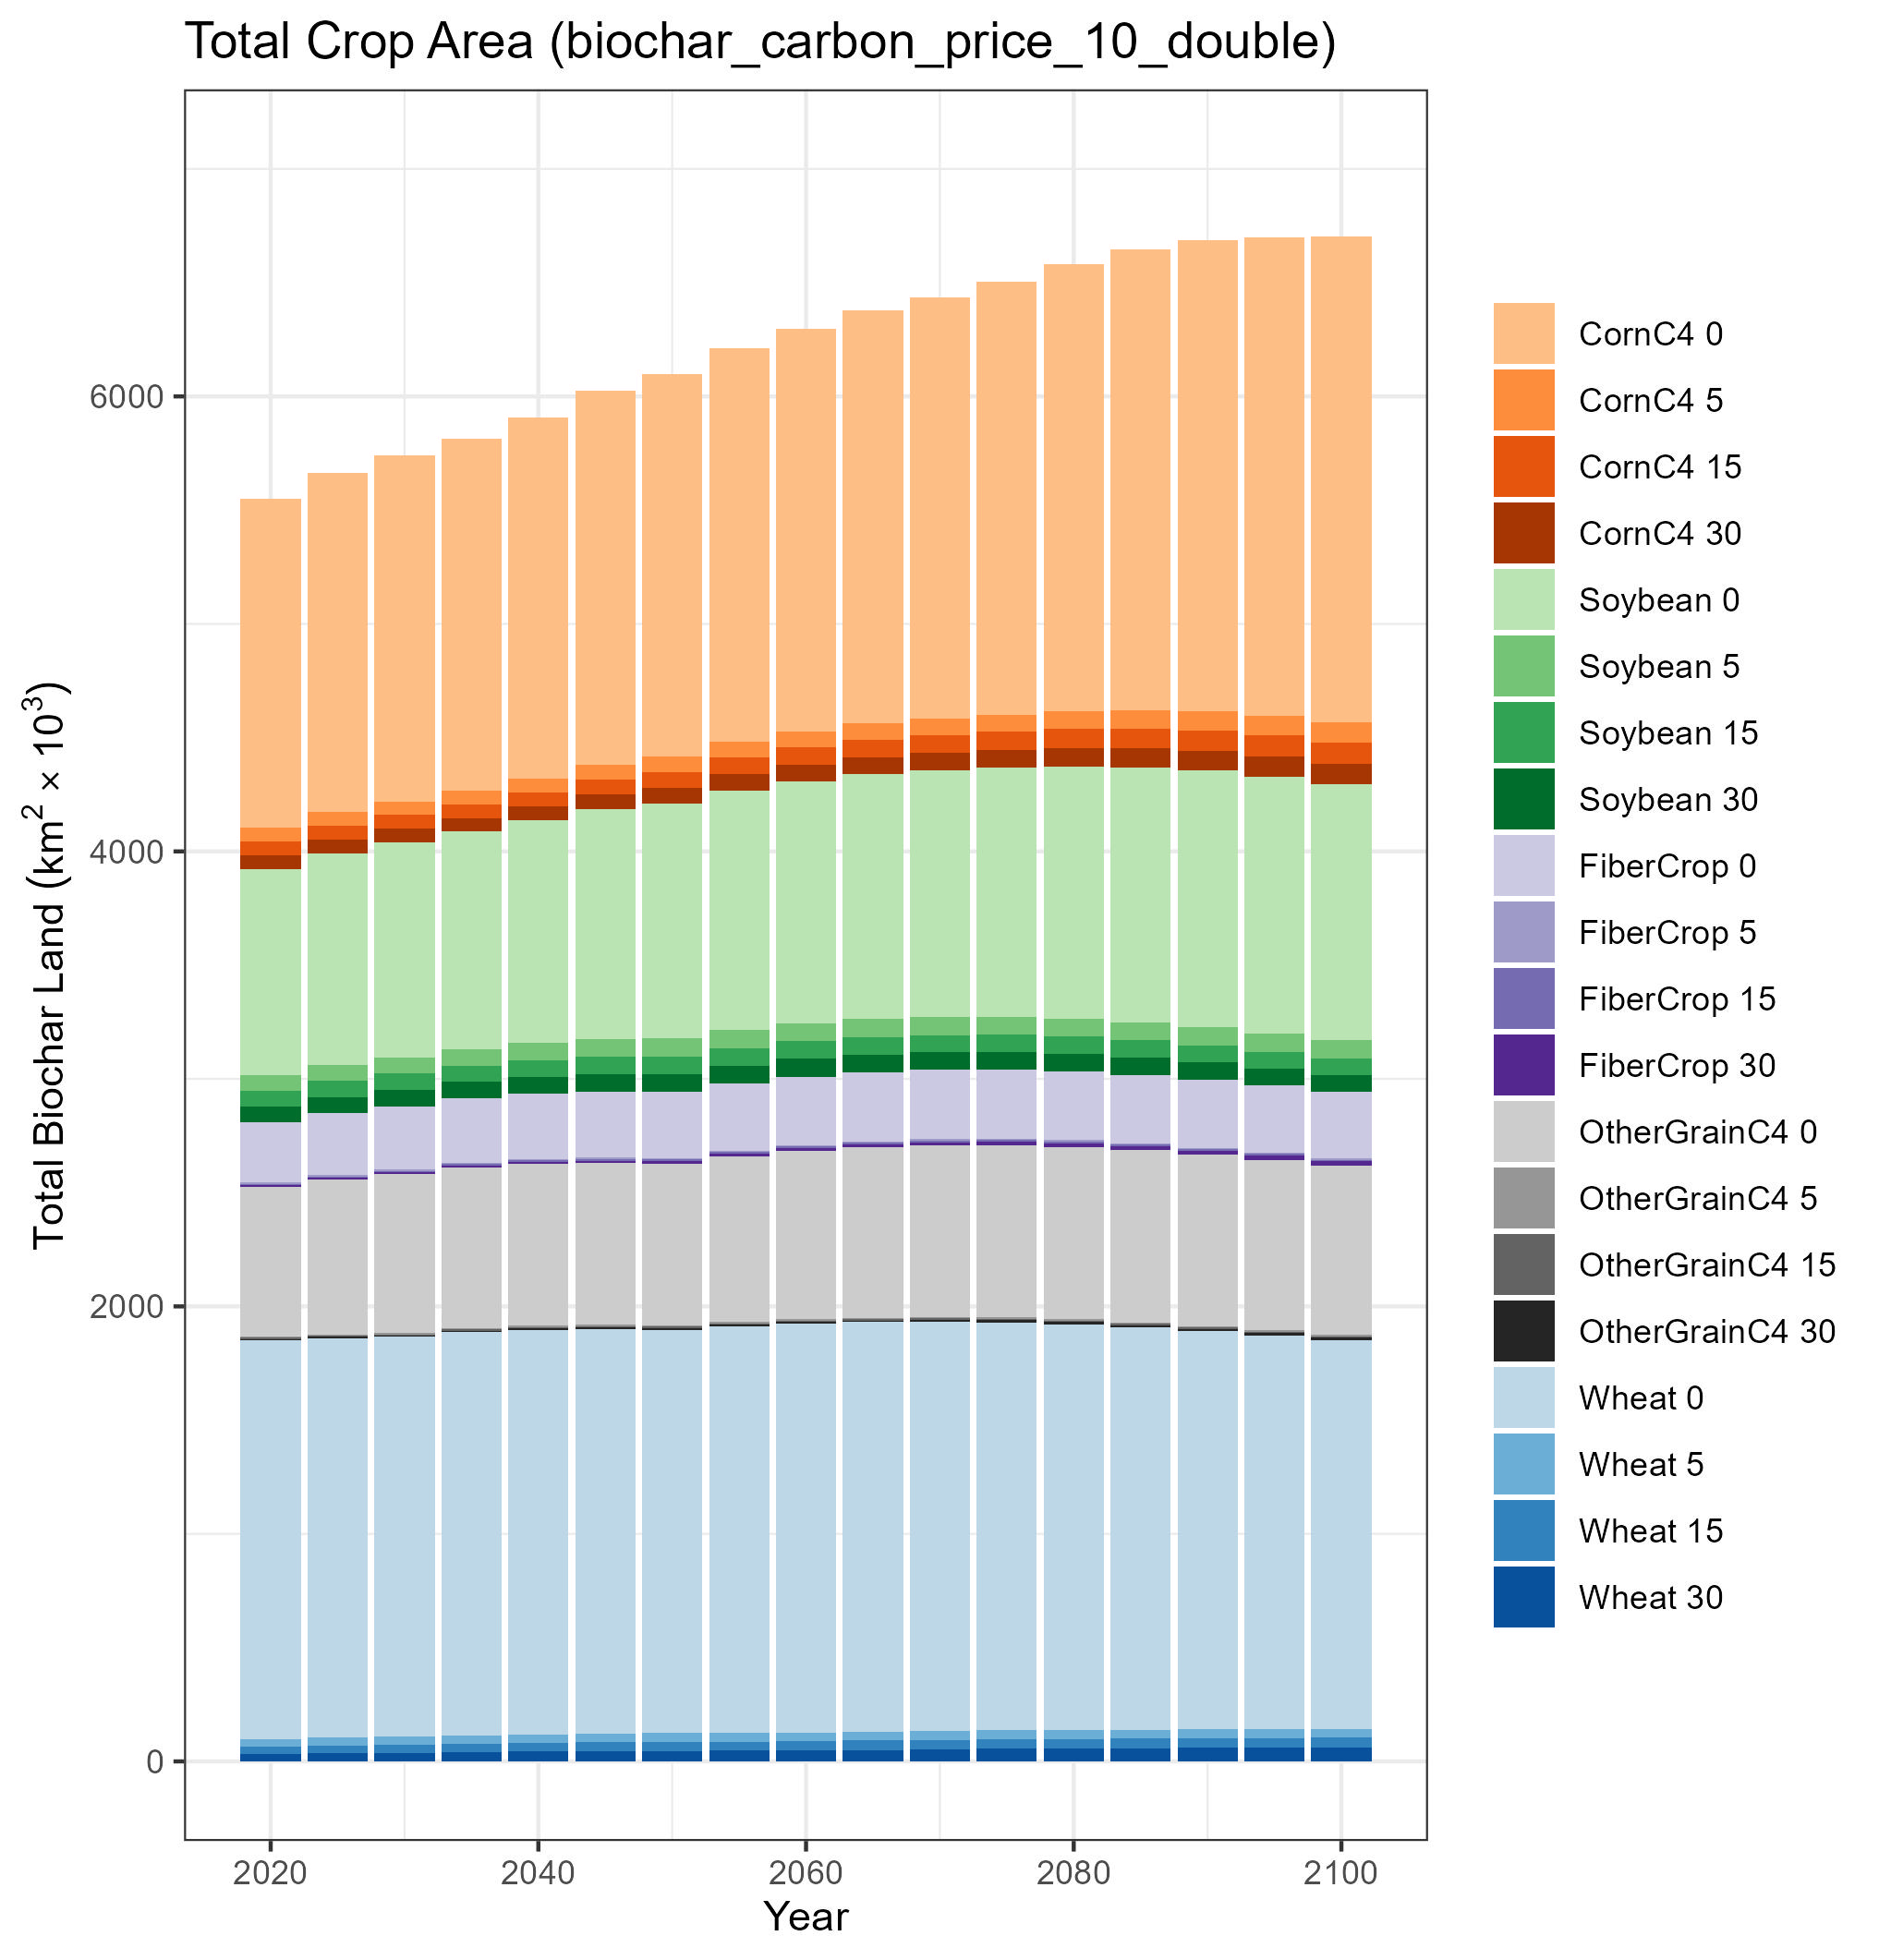 Total Crop Area (biochar_carbon_price_10_double)
Total Biochar Land (km² × 10³)
6000
4000
2000
0
2020 2040 2060 2080 2100
Year
CornC4 0
CornC4 5
CornC4 15
CornC4 30
Soybean 0
Soybean 5
Soybean 15
Soybean 30
FiberCrop 0
FiberCrop 5
FiberCrop 15
FiberCrop 30
OtherGrainC4 0
OtherGrainC4 5
OtherGrainC4 15
OtherGrainC4 30
Wheat 0
Wheat 5
Wheat 15
Wheat 30